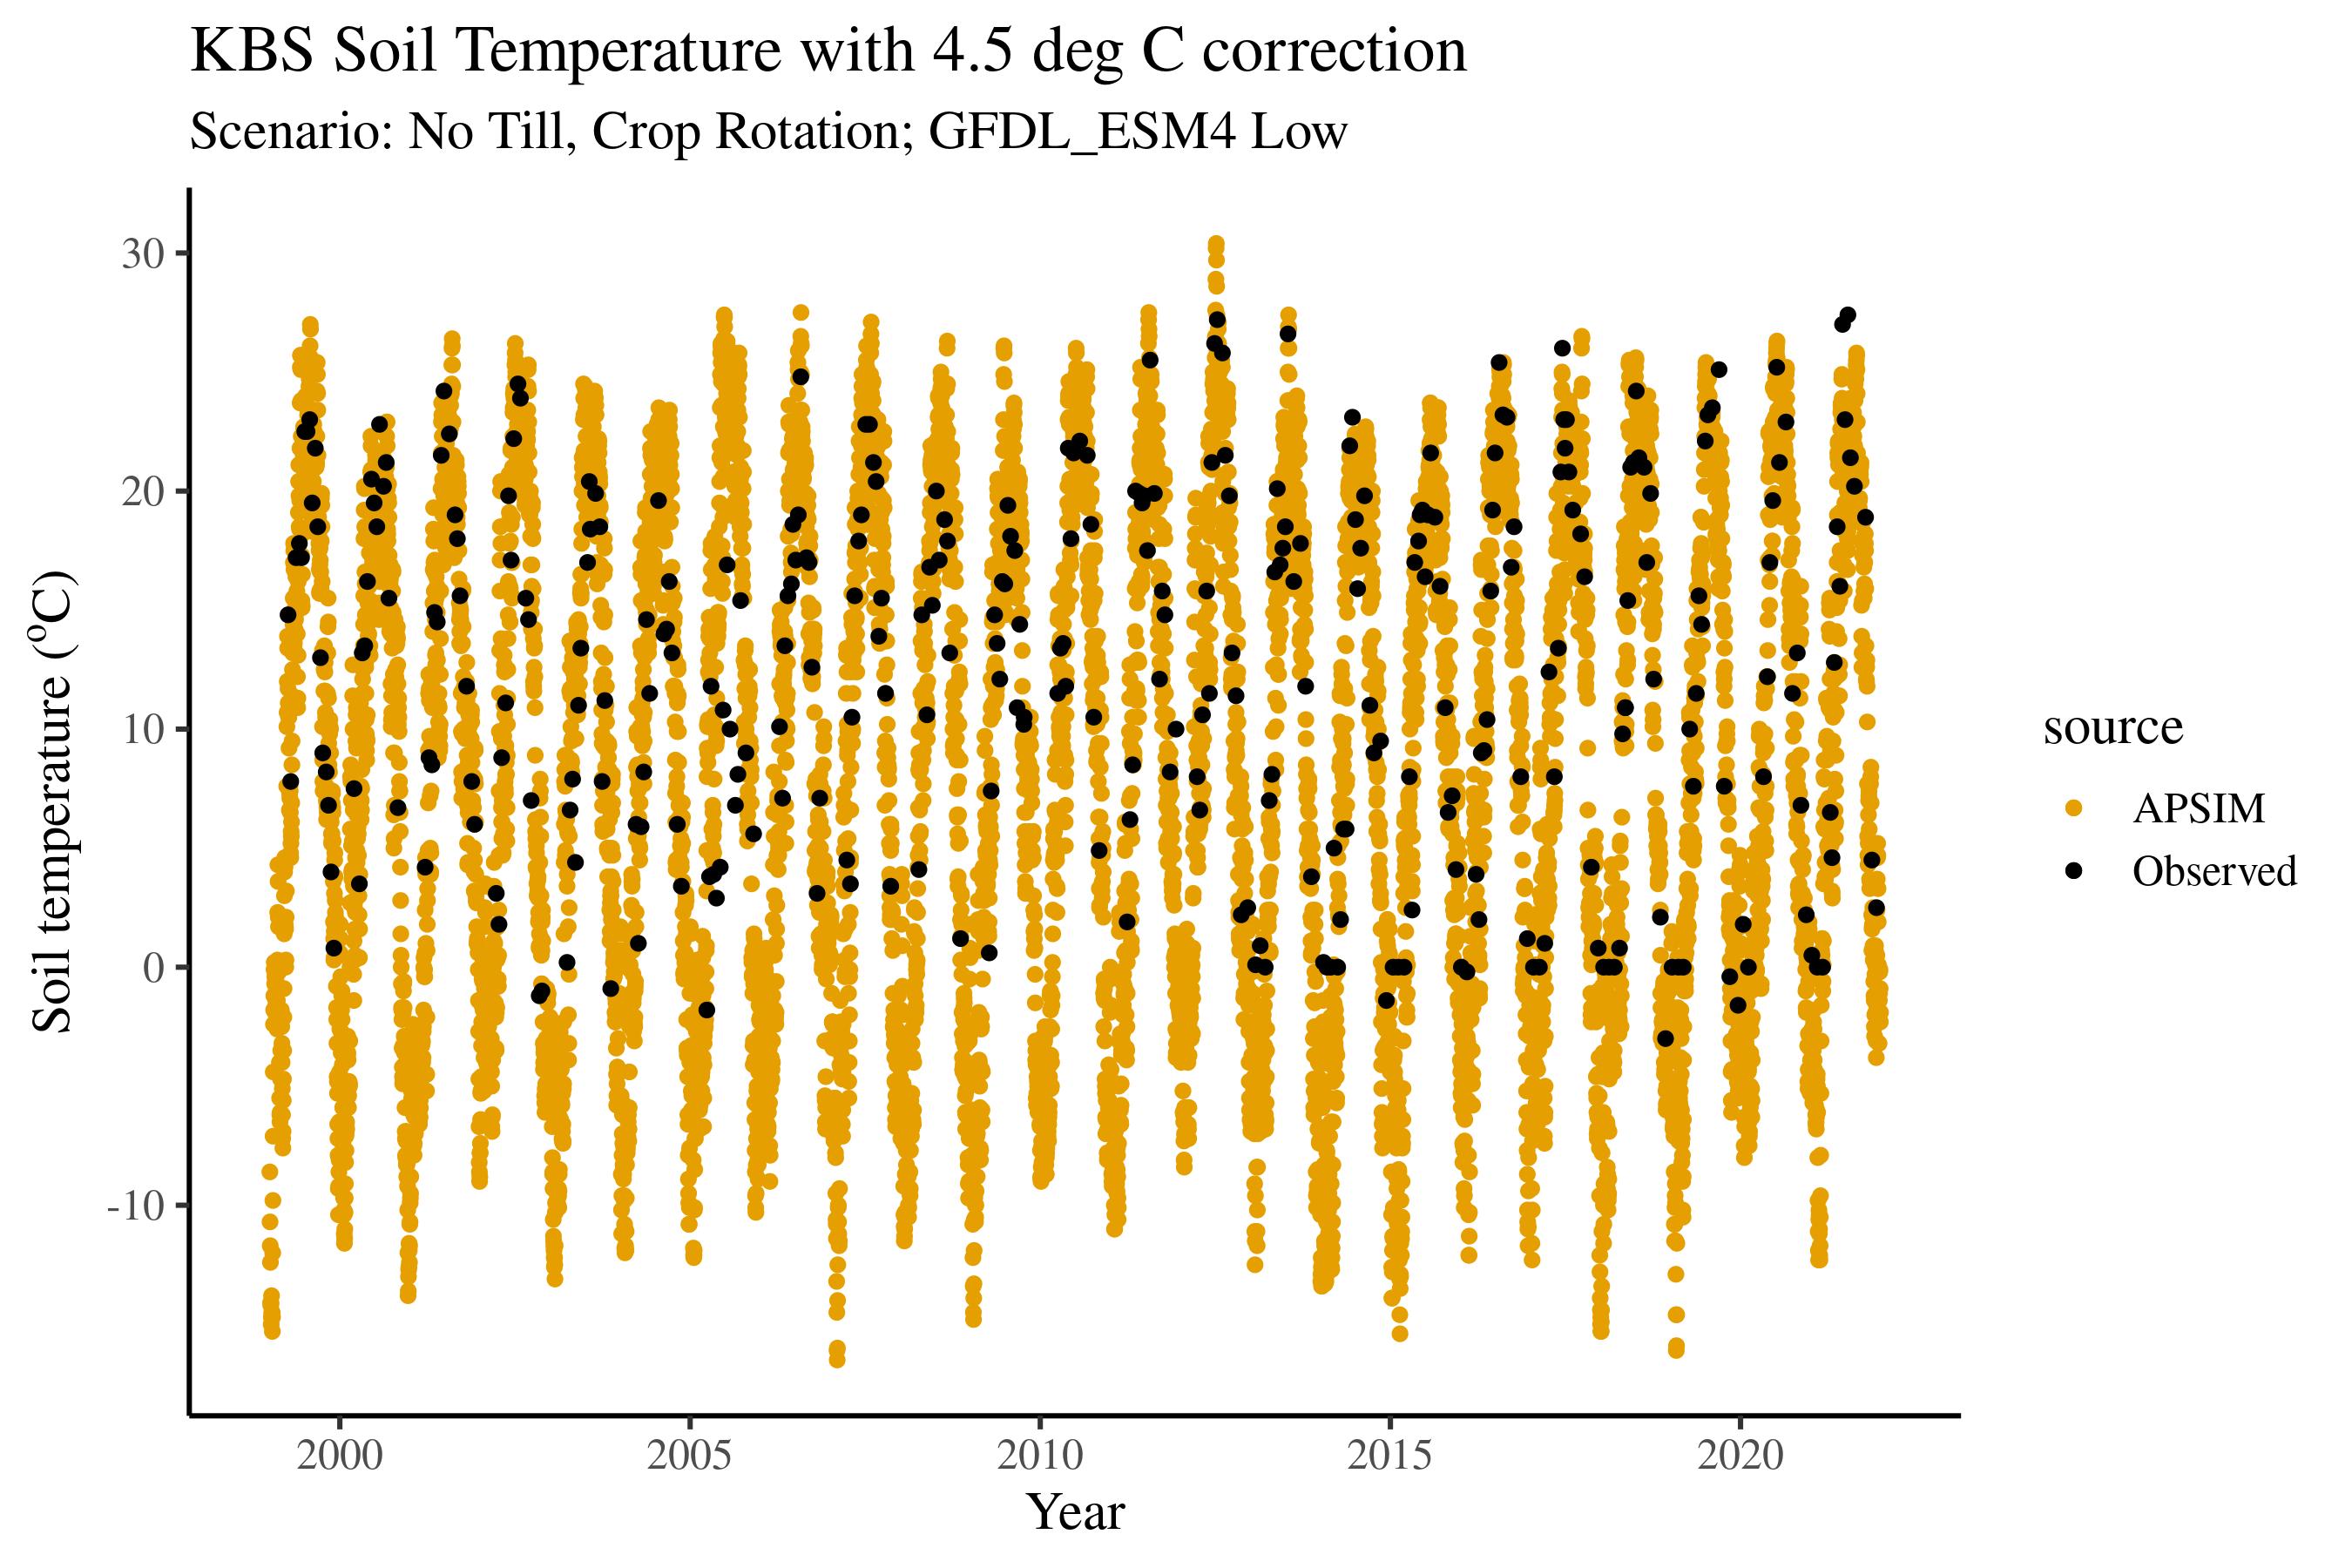 KBS Soil Temperature with 4.5 deg C correction
Scenario: No Till, Crop Rotation; GFDL_ESM4 Low
Soil temperature (°C)
30
20
10
0
-10
2000
2005
2010
2015
2020
Year
source
APSIM
Observed